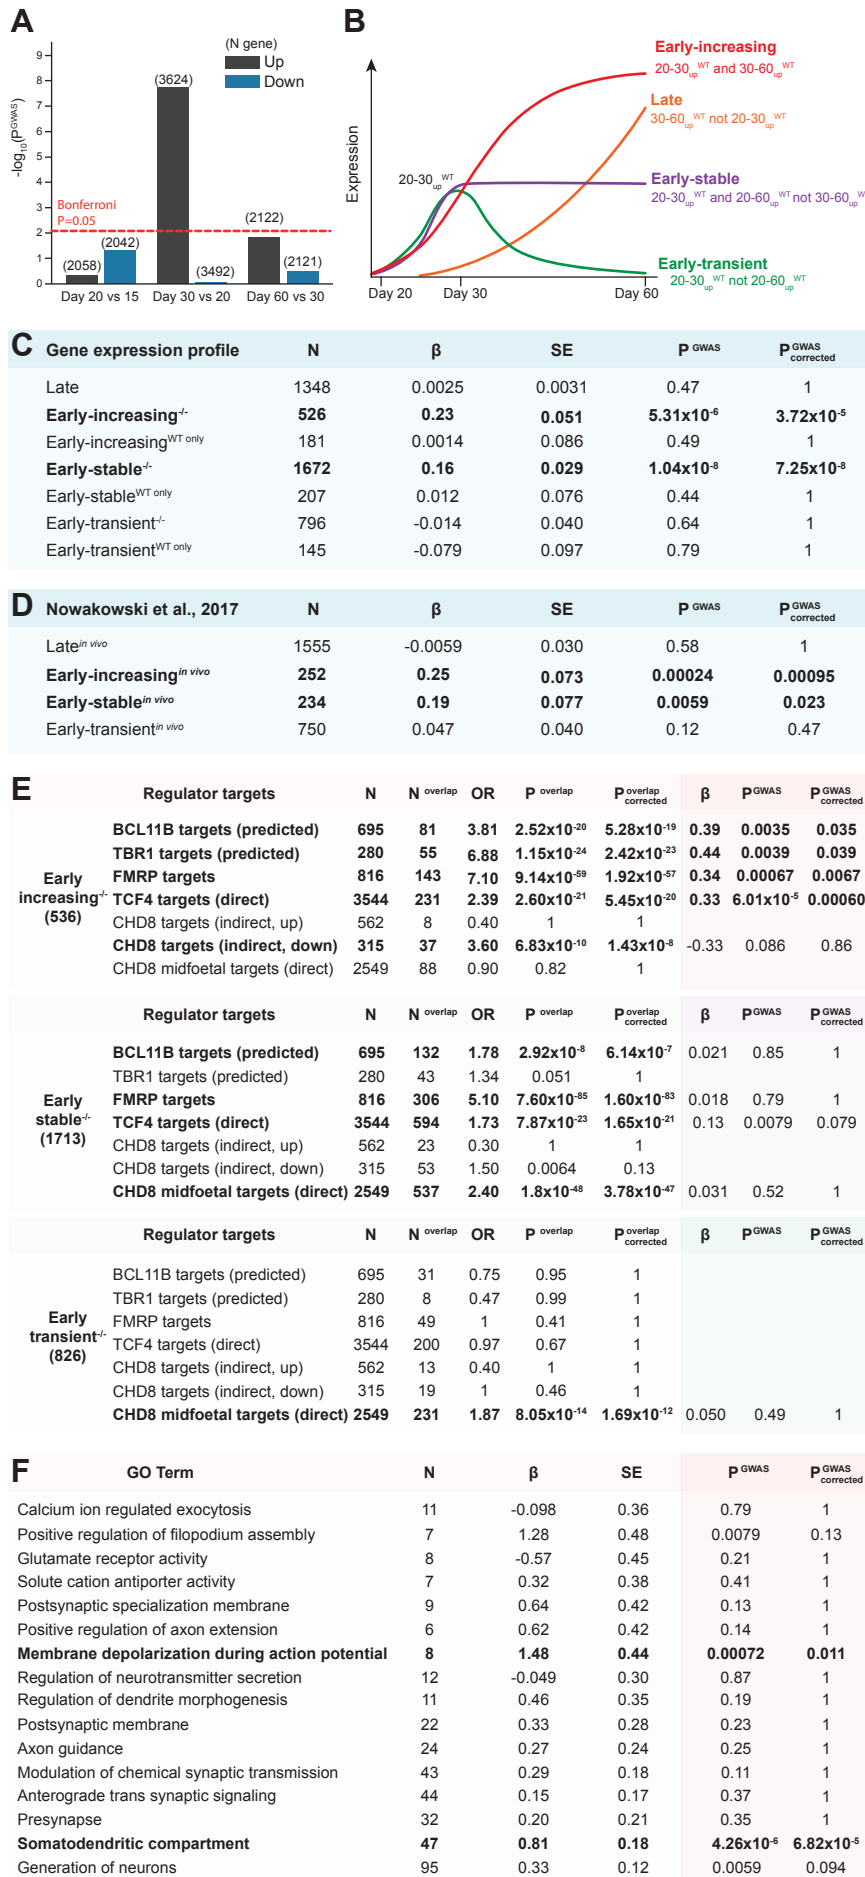 A
(N gene)
Up
Down
-log10(P^GWAS)
9
8
7
6
5
4
3
2
1
0
Bonferroni
P=0.05
(2058)
(2042)
(3624)
(3492)
(2122)
(2121)
Day 20 vs 15 Day 30 vs 20 Day 60 vs 30
B
Expression
Early-increasing
20-30up^WT and 30-60up^WT
Late
30-60up^WT not 20-30up^WT
20-30up^WT
Early-stable
20-30up^WT and 20-60up^WT not 30-60up^W
Early-transient
20-30up^WT not 20-60up^WT
Day 20 Day 30 Day 60
C Gene expression profile N β SE P^GWAS P^GWAS corrected
Late 1348 0.0025 0.0031 0.47 1
Early-increasing-/- 526 0.23 0.051 5.31x10^-6 3.72x10^-5
Early-increasing^WT only 181 0.0014 0.086 0.49 1
Early-stable-/- 1672 0.16 0.029 1.04x10^-8 7.25x10^-8
Early-stable^WT only 207 0.012 0.076 0.44 1
Early-transient-/- 796 -0.014 0.040 0.64 1
Early-transient^WT only 145 -0.079 0.097 0.79 1
D Nowakowski et al., 2017 N β SE P^GWAS P^GWAS corrected
Late^in vivo 1555 -0.0059 0.030 0.58 1
Early-increasing^in vivo 252 0.25 0.073 0.00024 0.00095
Early-stable^in vivo 234 0.19 0.077 0.0059 0.023
Early-transient^in vivo 750 0.047 0.040 0.12 0.47
E Regulator targets N N^overlap OR P^overlap P^overlap corrected β P^GWAS P^GWAS corrected
Early increasing-/- (536)
BCL11B targets (predicted) 695 81 3.81 2.52x10^-20 5.28x10^-19 0.39 0.0035 0.035
TBR1 targets (predicted) 280 55 6.88 1.15x10^-24 2.42x10^-23 0.44 0.0039 0.039
FMRP targets 816 143 7.10 9.14x10^-59 1.92x10^-57 0.34 0.00067 0.0067
TCF4 targets (direct) 3544 231 2.39 2.60x10^-21 5.45x10^-20 0.33 6.01x10^-5 0.00060
CHD8 targets (indirect, up) 562 8 0.40 1 1
CHD8 targets (indirect, down) 315 37 3.60 6.83x10^-10 1.43x10^-8 -0.33 0.086 0.86
CHD8 midfoetal targets (direct) 2549 88 0.90 0.82 1
Regulator targets N N^overlap OR P^overlap P^overlap corrected β P^GWAS P^GWAS corrected
Early stable-/- (1713)
BCL11B targets (predicted) 695 132 1.78 2.92x10^-8 6.14x10^-7 0.021 0.85 1
TBR1 targets (predicted) 280 43 1.34 0.051 1
FMRP targets 816 306 5.10 7.60x10^-85 1.60x10^-83 0.018 0.79 1
TCF4 targets (direct) 3544 594 1.73 7.87x10^-23 1.65x10^-21 0.13 0.0079 0.079
CHD8 targets (indirect, up) 562 23 0.30 1 1
CHD8 targets (indirect, down) 315 53 1.50 0.0064 0.13
CHD8 midfoetal targets (direct) 2549 537 2.40 1.8x10^-48 3.78x10^-47 0.031 0.52 1
Regulator targets N N^overlap OR P^overlap P^overlap corrected β P^GWAS P^GWAS corrected
Early transient-/- (826)
BCL11B targets (predicted) 695 31 0.75 0.95 1
TBR1 targets (predicted) 280 8 0.47 0.99 1
FMRP targets 816 49 1 0.41 1
TCF4 targets (direct) 3544 200 0.97 0.67 1
CHD8 targets (indirect, up) 562 13 0.40 1 1
CHD8 targets (indirect, down) 315 19 1 0.46 1
CHD8 midfoetal targets (direct) 2549 231 1.87 8.05x10^-14 1.69x10^-12 0.050 0.49 1
F GO Term N β SE P^GWAS P^GWAS corrected
Calcium ion regulated exocytosis 11 -0.098 0.36 0.79 1
Positive regulation of filopodium assembly 7 1.28 0.48 0.0079 0.13
Glutamate receptor activity 8 -0.57 0.45 0.21 1
Solute cation antiporter activity 7 0.32 0.38 0.41 1
Postsynaptic specialization membrane 9 0.64 0.42 0.13 1
Positive regulation of axon extension 6 0.62 0.42 0.14 1
Membrane depolarization during action potential 8 1.48 0.44 0.00072 0.011
Regulation of neurotransmitter secretion 12 -0.049 0.30 0.87 1
Regulation of dendrite morphogenesis 11 0.46 0.35 0.19 1
Postsynaptic membrane 22 0.33 0.28 0.23 1
Axon guidance 24 0.27 0.24 0.25 1
Modulation of chemical synaptic transmission 43 0.29 0.18 0.11 1
Anterograde trans synaptic signaling 44 0.15 0.17 0.37 1
Presynapse 32 0.20 0.21 0.35 1
Somatodendritic compartment 47 0.81 0.18 4.26x10^-6 6.82x10^-5
Generation of neurons 95 0.33 0.12 0.0059 0.094